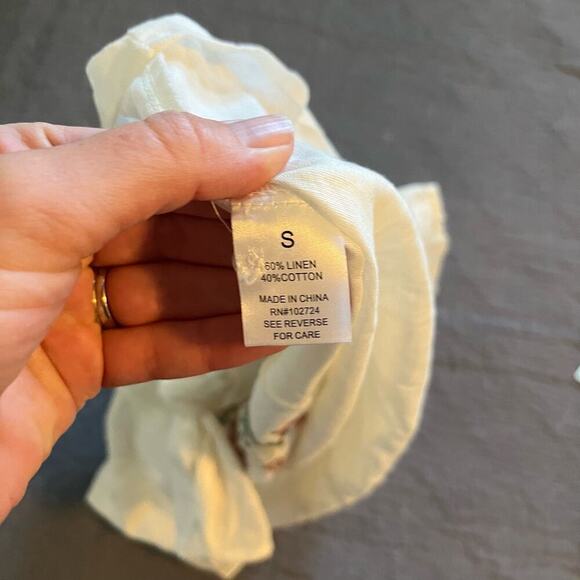 S
60% LINEN
40%COTTON
MADE IN CHINA
RN#102724
SEE REVERSE
FOR CARE